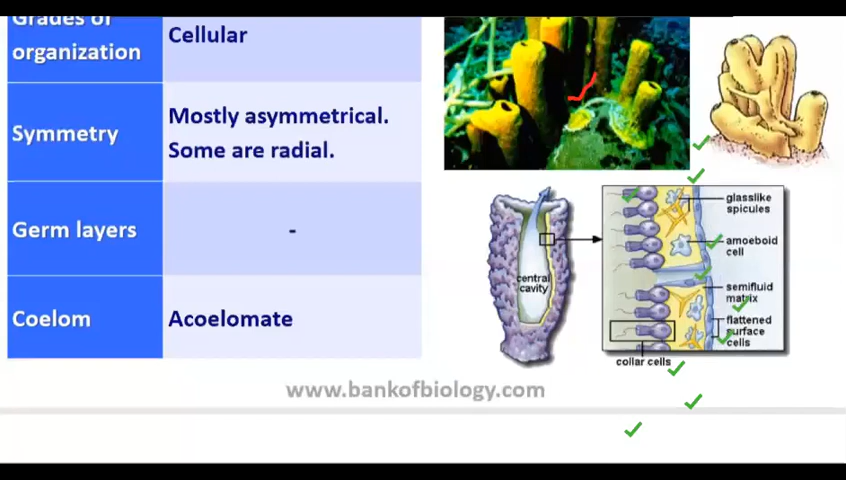 Grades of
organization
Cellular
Symmetry
Mostly asymmetrical.
Some are radial.
Germ layers
-
Coelom
Acoelomate
glasslike
spicules
amoeboid
cell
central
cavity
semifluid
matrix
flattened
surface
cells
collar cells
www.bankofbiology.com